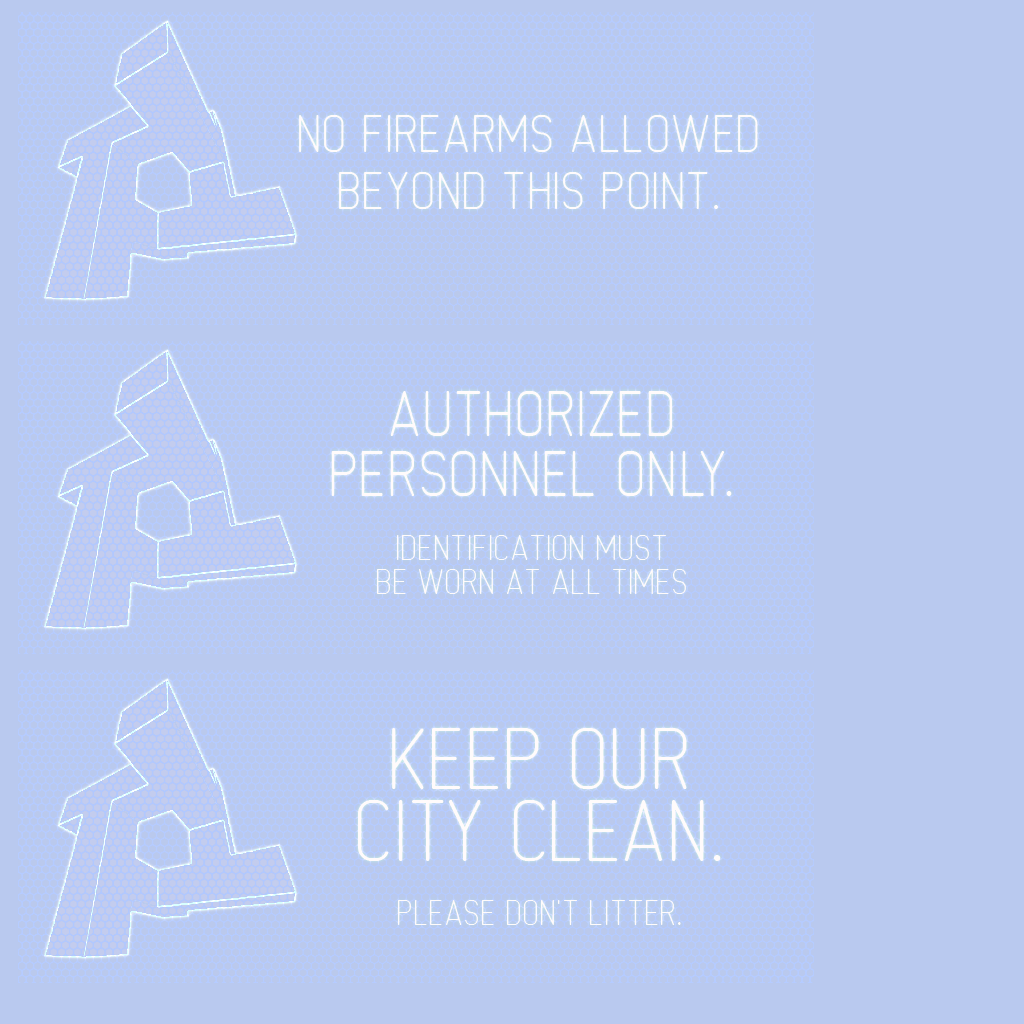 NO FIREARMS ALLOWED
BEYOND THIS POINT.
AUTHORIZED
PERSONNEL ONLY.
IDENTIFICATION MUST
BE WORN AT ALL TIMES
KEEP OUR
CITY CLEAN.
PLEASE DON'T LITTER.